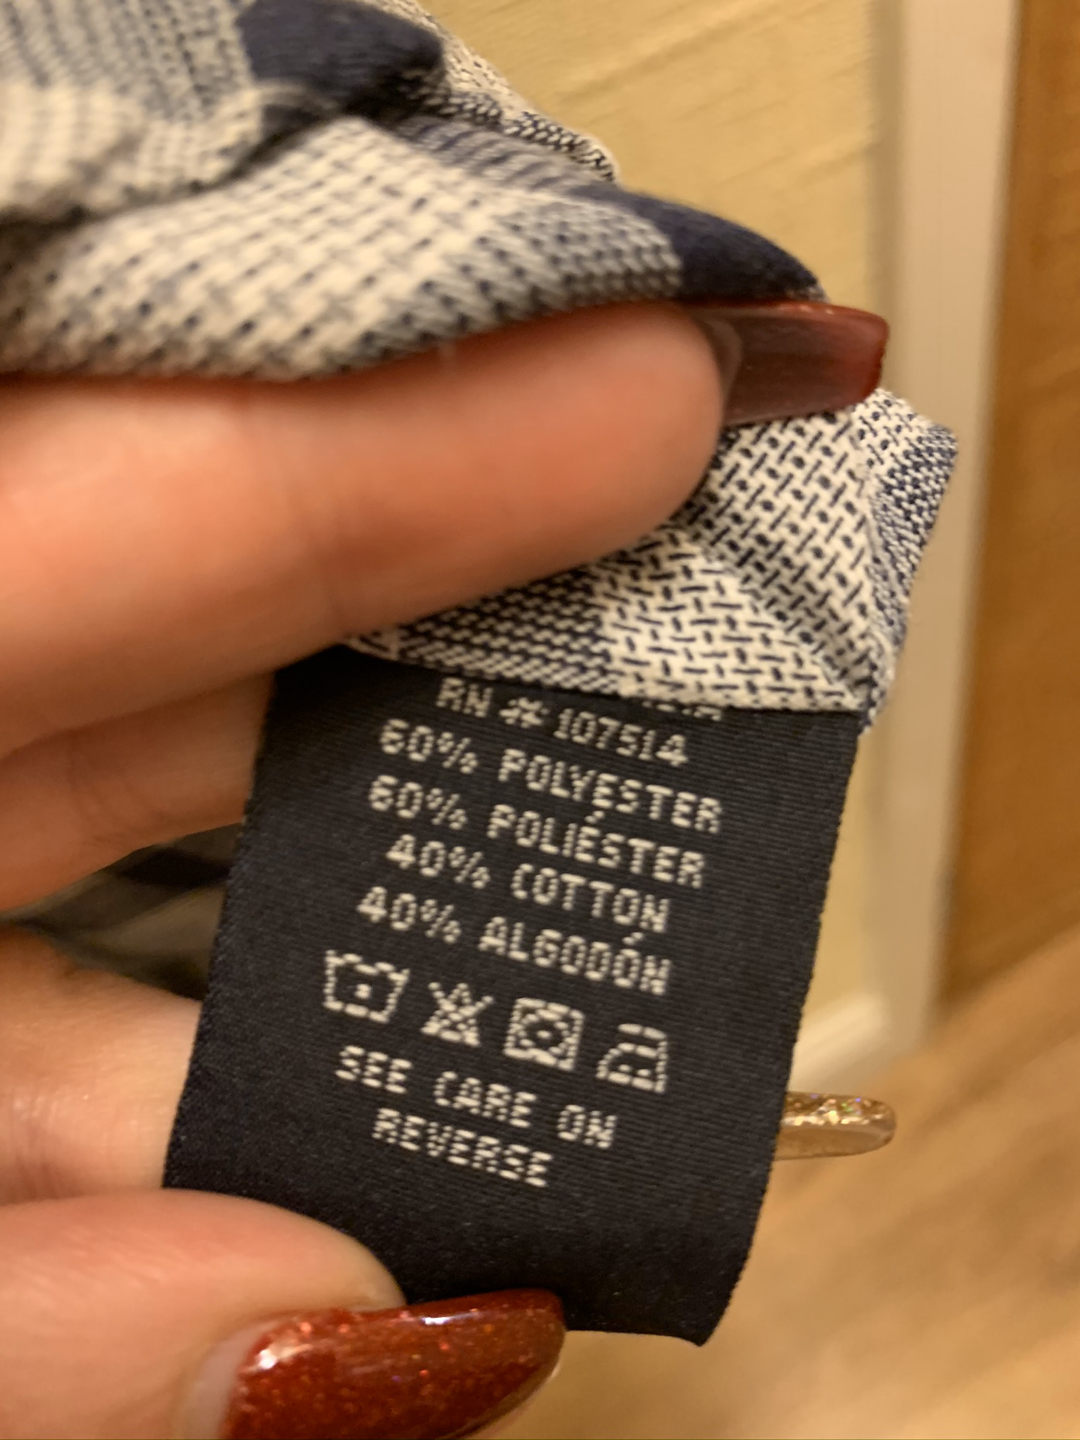 RN # 107514
60% POLYESTER
60% POLIÉSTER
40% COTTON
40% ALGODÓN
SEE CARE ON
REVERSE